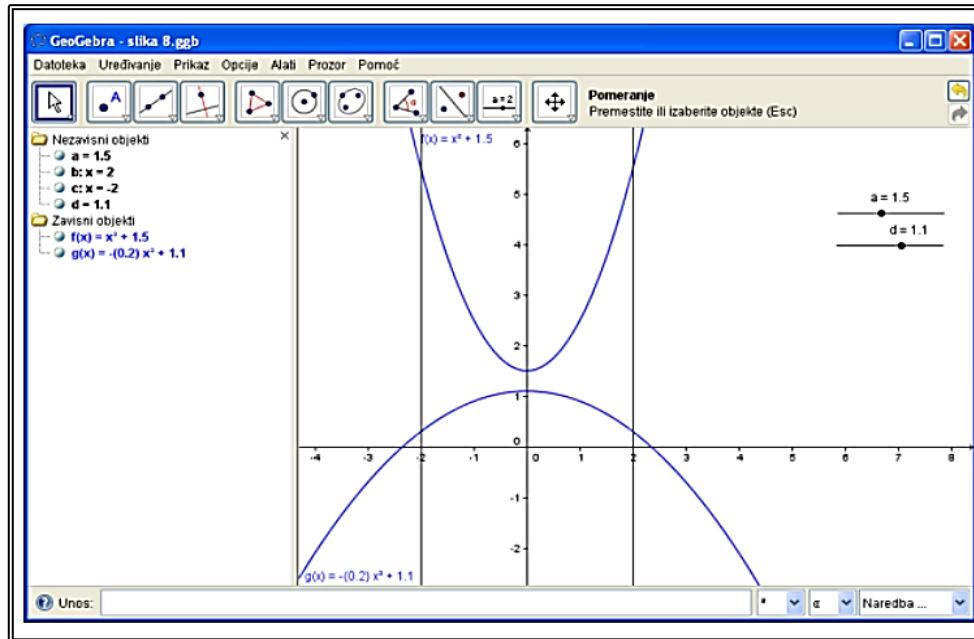 GeoGebra - slika 8.ggb
Datoteka Uređivanje Prikaz Opcije Alati Prozor Pomoć
A
α
a = 2
Pomeranje
Premestite ili izaberite objekte (Esc)
Nezavisni objekti
a = 1.5
b: x = 2
c: x = -2
d = 1.1
Zavisni objekti
f(x) = x² + 1.5
g(x) = -(0.2) x² + 1.1
f(x) = x² + 1.5
a = 1.5
d = 1.1
6
5
4
3
2
1
0
-1
-2
-4 -3 -2 -1 0 1 2 3 4 5 6 7 8
g(x) = -(0.2) x² + 1.1
Unos:
α
Naredba ...